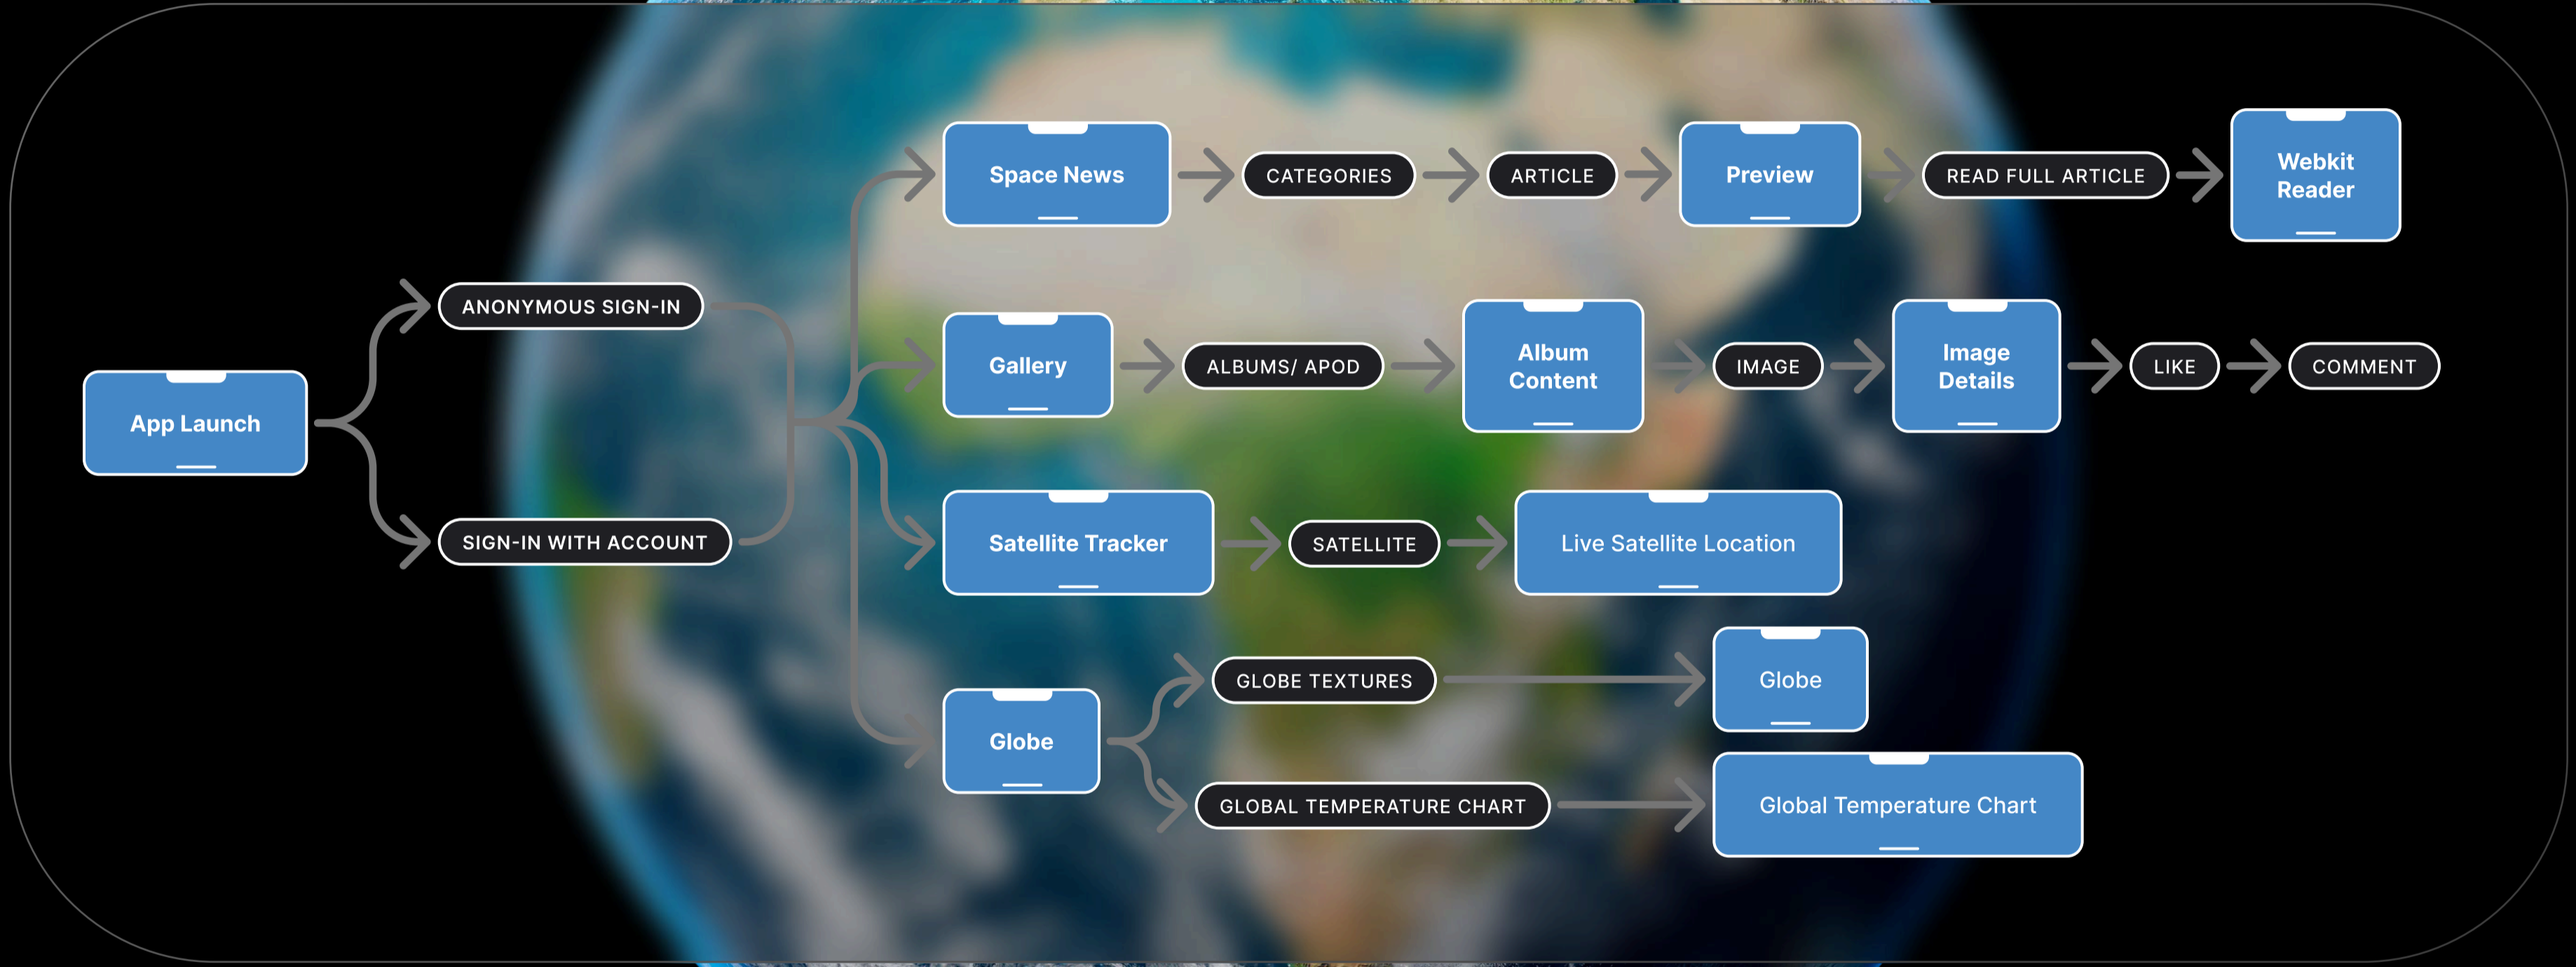 App Launch
ANONYMOUS SIGN-IN
SIGN-IN WITH ACCOUNT
Space News
CATEGORIES
ARTICLE
Preview
READ FULL ARTICLE
Webkit
Reader
Gallery
ALBUMS/ APOD
Album
Content
IMAGE
Image
Details
LIKE
COMMENT
Satellite Tracker
SATELLITE
Live Satellite Location
Globe
GLOBE TEXTURES
Globe
GLOBAL TEMPERATURE CHART
Global Temperature Chart